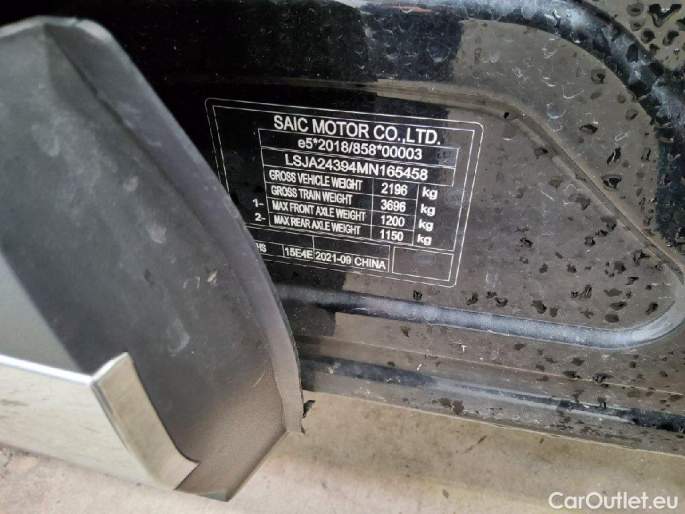 SAIC MOTOR CO.,LTD.
e5*2018/858*00003
LSJA24394MN165458
GROSS VEHICLE WEIGHT 2196 kg
GROSS TRAIN WEIGHT 3696 kg
1- MAX FRONT AXLE WEIGHT 1200 kg
2- MAX REAR AXLE WEIGHT 1150 kg
HS 15E4E 2021-09 CHINA
CarOutlet.eu